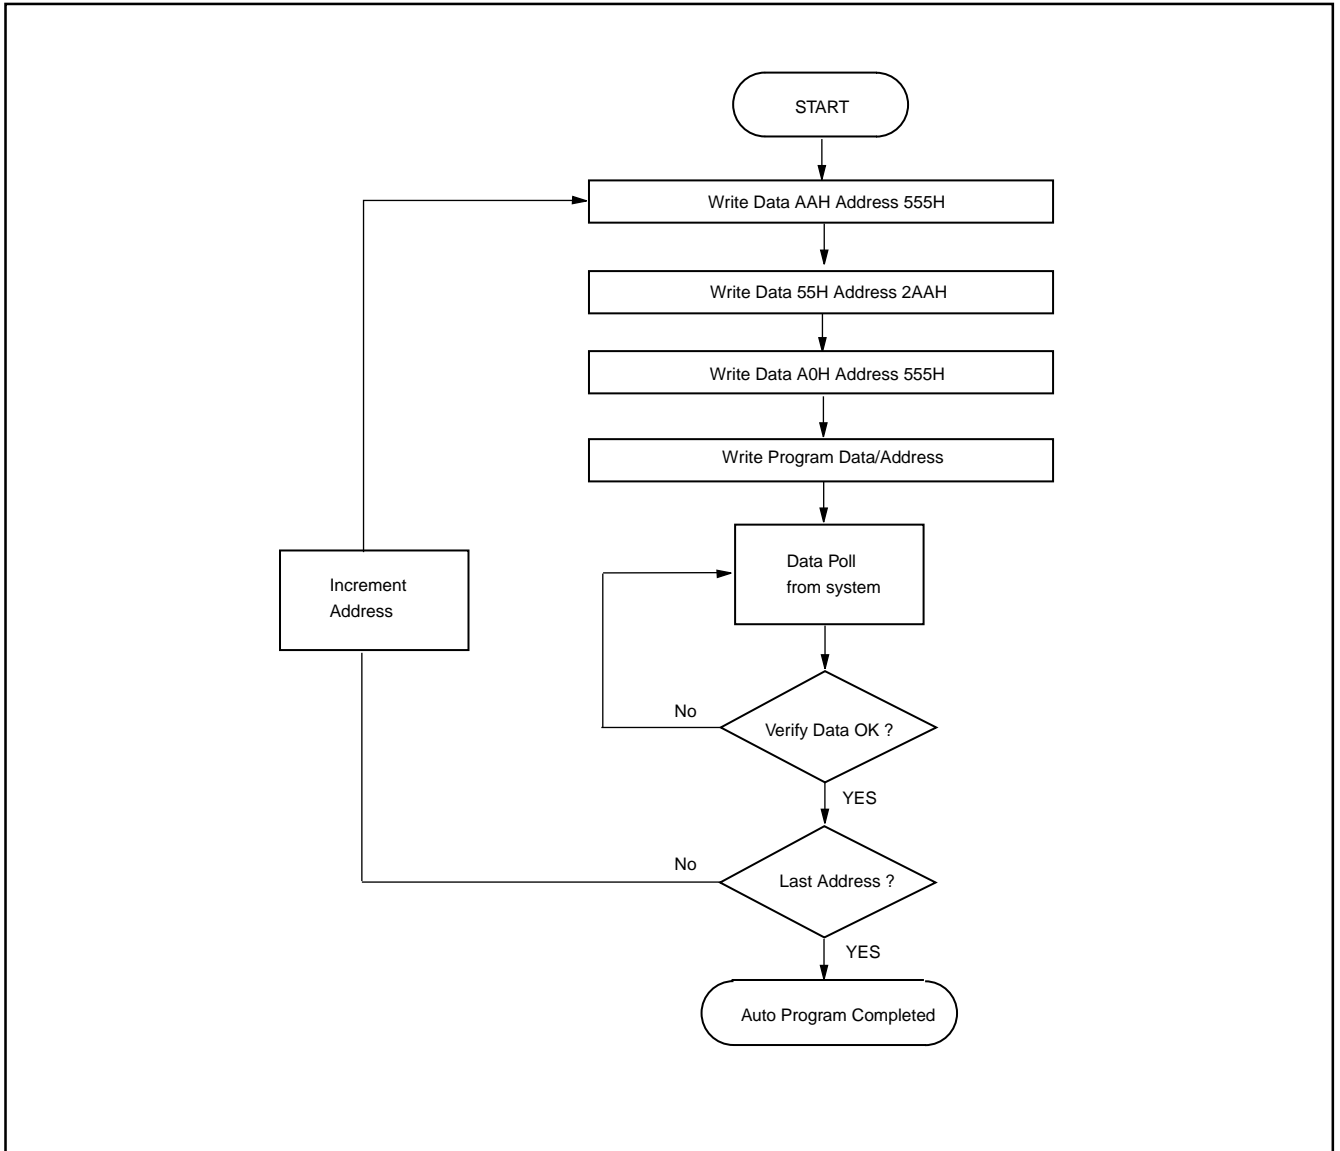 START
Write Data AAH Address 555H
Write Data 55H Address 2AAH
Write Data A0H Address 555H
Write Program Data/Address
Data Poll
from system
Increment
Address
No
Verify Data OK ?
YES
No
Last Address ?
YES
Auto Program Completed